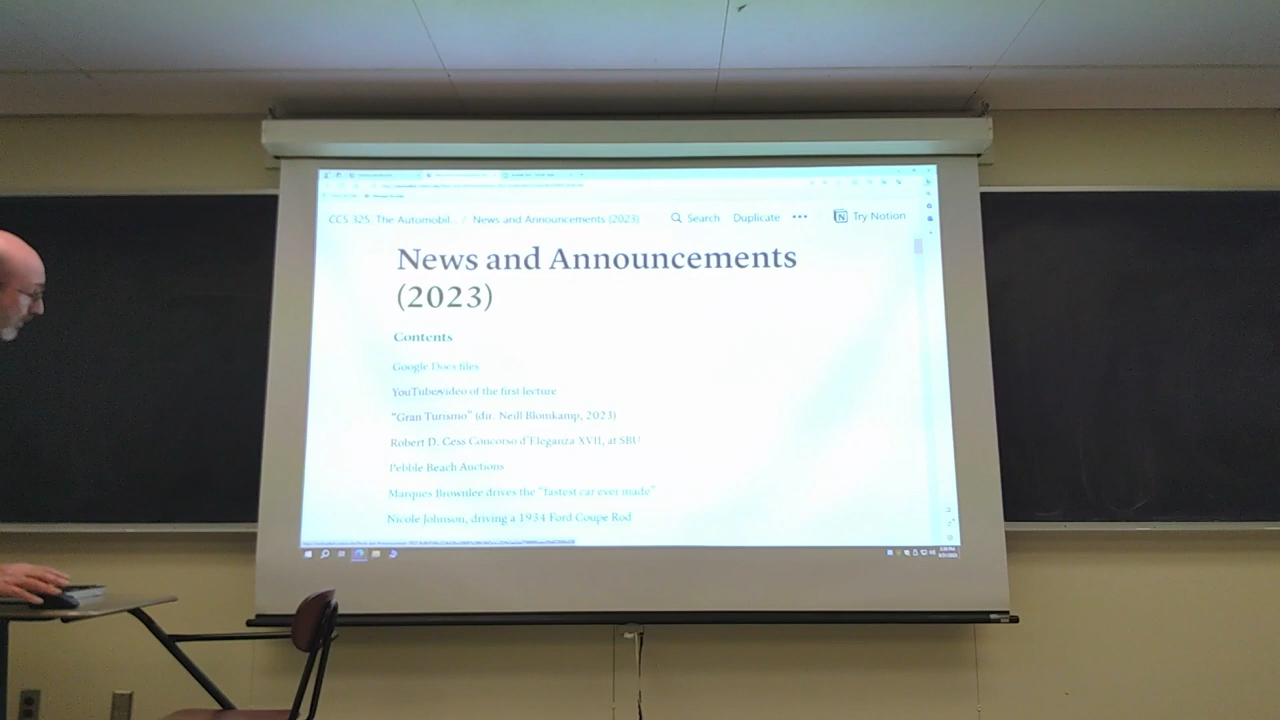 CCS 325, The Automobil... / News and Announcements (2023) Search Duplicate ••• Try Notion
News and Announcements
(2023)
Contents
Google Docs files
YouTube video of the first lecture
“Gran Turismo” (dir. Neill Blomkamp, 2023)
Robert D. Cess Concorso d'Eleganza XVII, at SBU
Pebble Beach Auctions
Marques Brownlee drives the “fastest car ever made”
Nicole Johnson, driving a 1934 Ford Coupe Rod